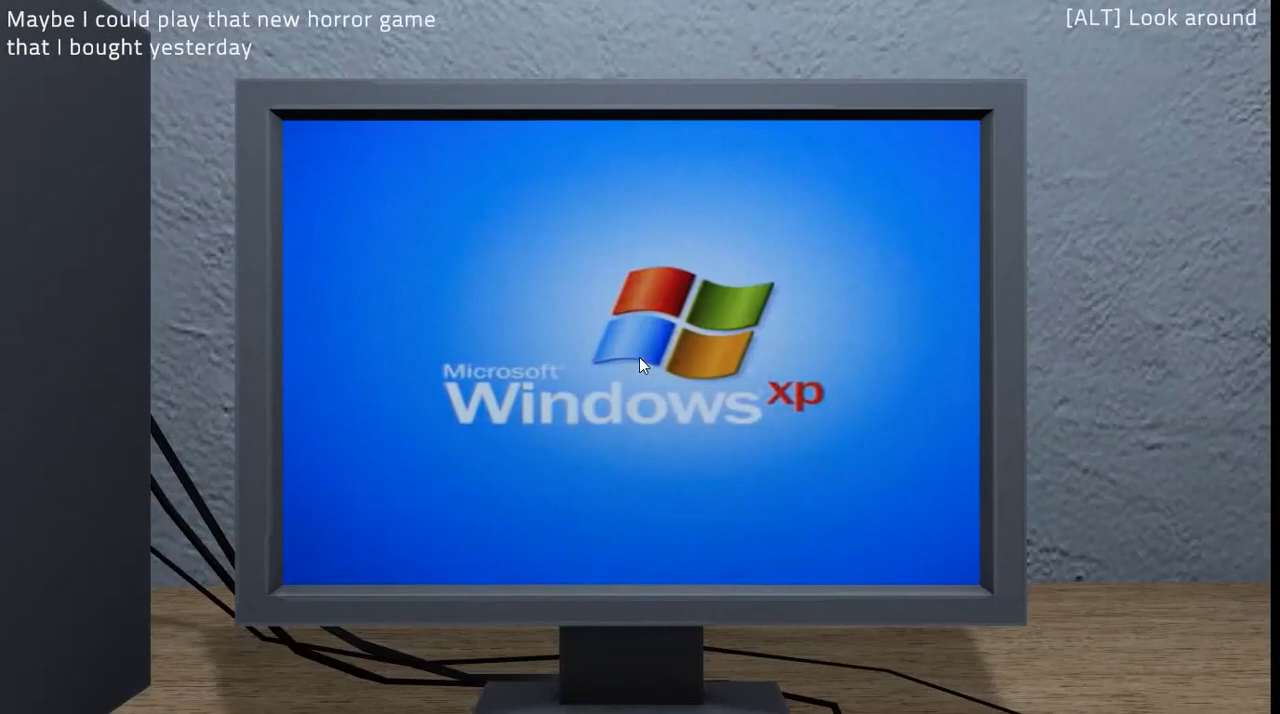 Maybe I could play that new horror game
that I bought yesterday
[ALT] Look around
Microsoft
Windows xp